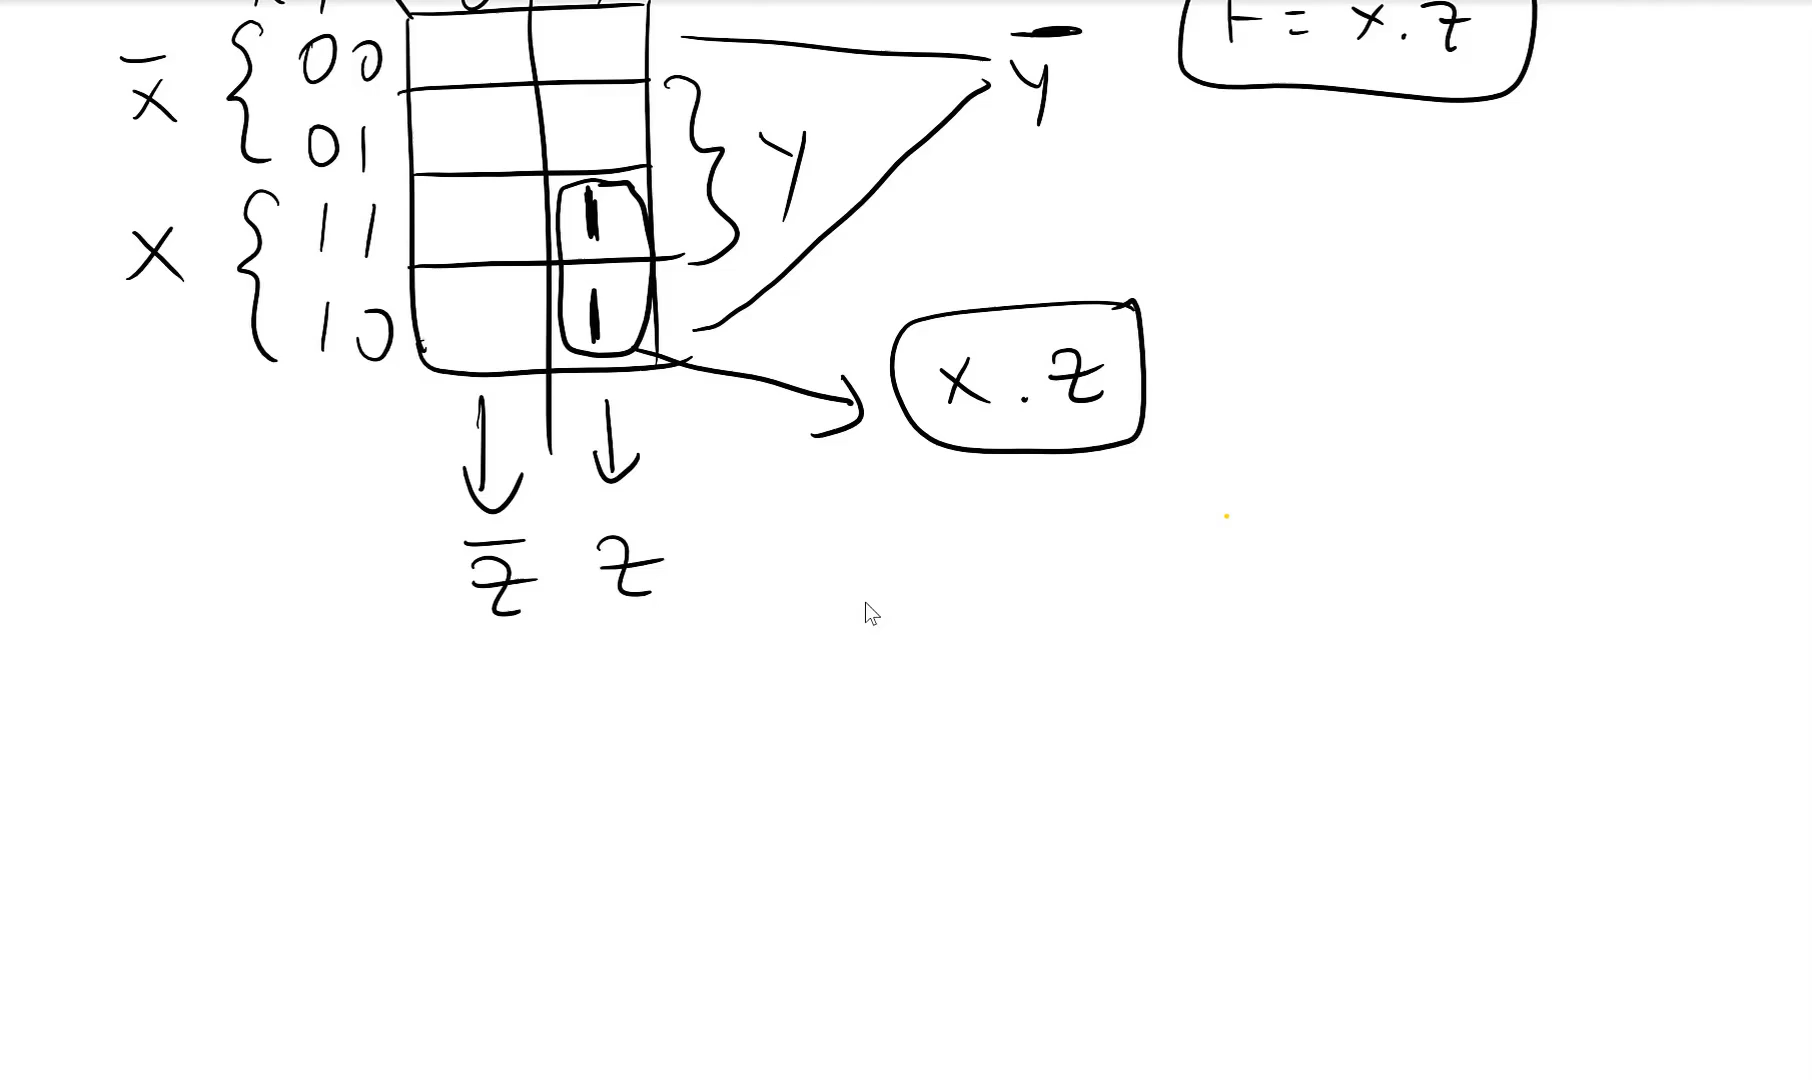 F = x . z
x̄ { 00
y̅
01
} y
x { 11
1
10
1
x . z
z̅ z